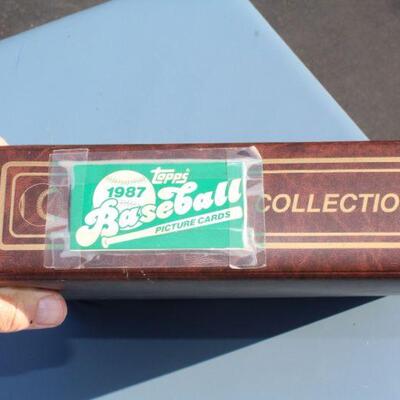 Topps
1987
Baseball
PICTURE CARDS
COLLECTIO